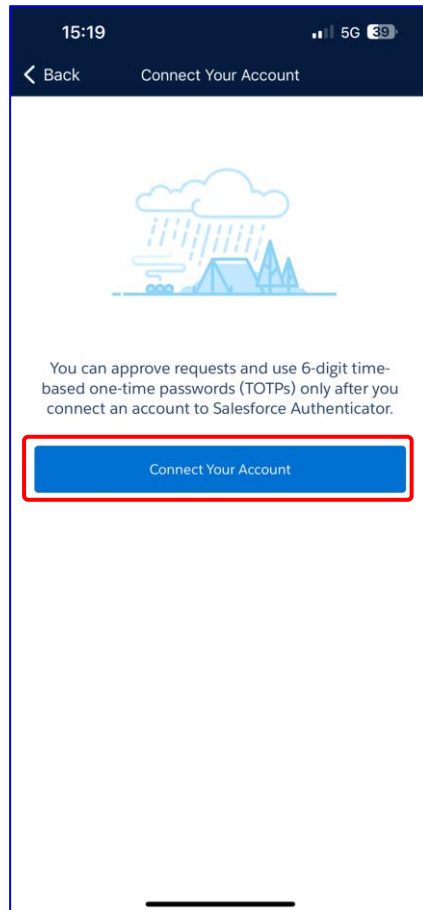 15:19 5G 39
Back Connect Your Account
You can approve requests and use 6-digit time-
based one-time passwords (TOTPs) only after you
connect an account to Salesforce Authenticator.
Connect Your Account